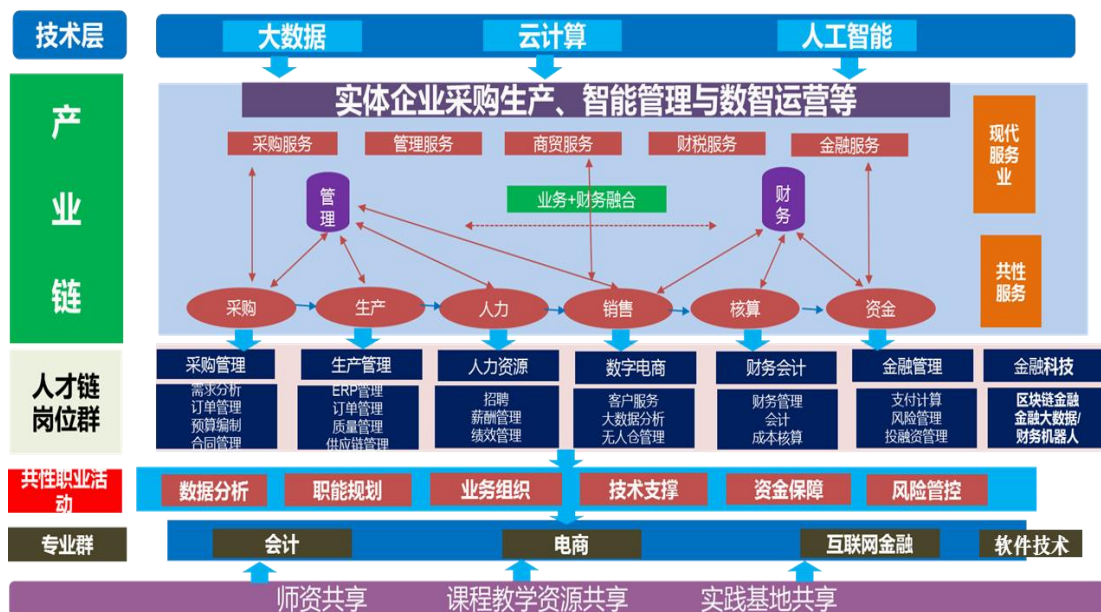 技术层
大数据
云计算
人工智能
产
业
链
实体企业采购生产、智能管理与数智运营等
采购服务
管理服务
商贸服务
财税服务
金融服务
现代
服务
业
管
理
业务+财务融合
财
务
共性
服务
采购
生产
人力
销售
核算
资金
人才链
岗位群
采购管理
需求分析
订单管理
预算编制
合同管理
生产管理
ERP管理
订单管理
质量管理
供应链管理
人力资源
招聘
薪酬管理
绩效管理
数字电商
客户服务
大数据分析
无人仓管理
财务会计
财务管理
会计
成本核算
金融管理
支付计算
风险管理
投融资管理
金融科技
区块链金融
金融大数据/
财务机器人
共性职业活
动
数据分析
职能规划
业务组织
技术支撑
资金保障
风险管控
专业群
会计
电商
互联网金融
软件技术
师资共享
课程教学资源共享
实践基地共享